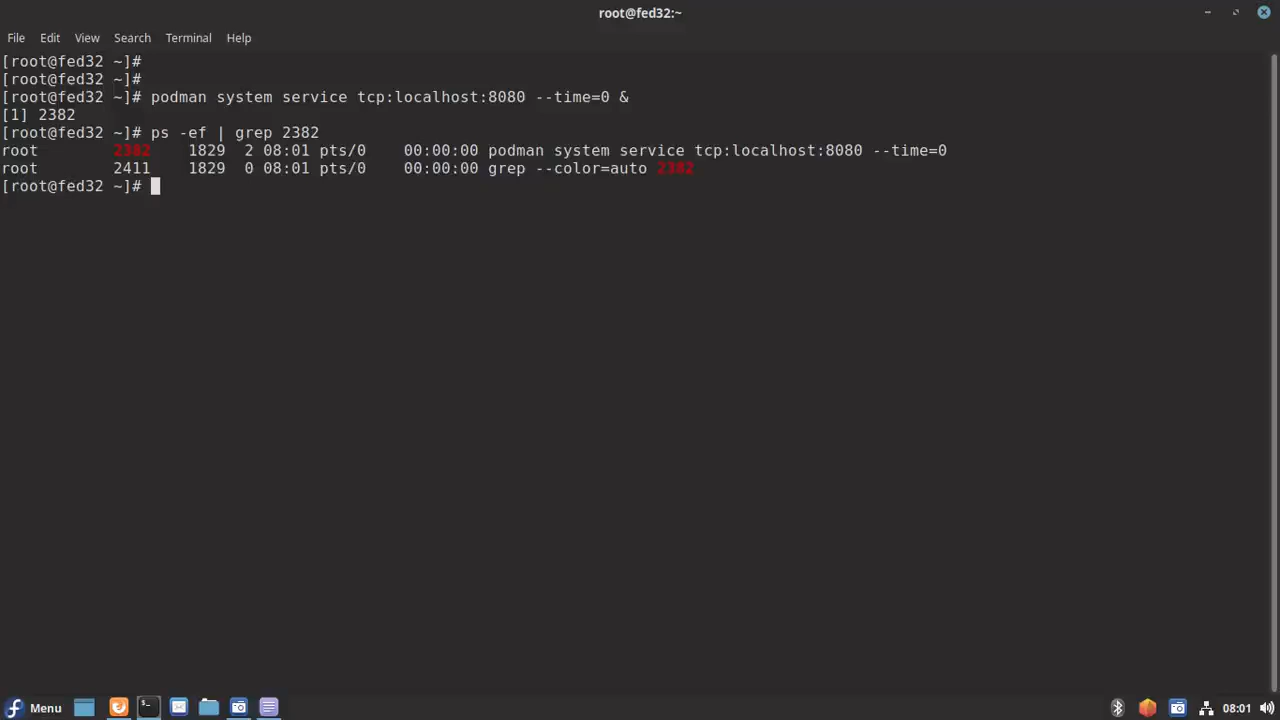 root@fed32:~
File Edit View Search Terminal Help
[root@fed32 ~]#
[root@fed32 ~]#
[root@fed32 ~]# podman system service tcp:localhost:8080 --time=0 &
[1] 2382
[root@fed32 ~]# ps -ef | grep 2382
root        2382    1829  2 08:01 pts/0    00:00:00 podman system service tcp:localhost:8080 --time=0
root        2411    1829  0 08:01 pts/0    00:00:00 grep --color=auto 2382
[root@fed32 ~]#
Menu 08:01